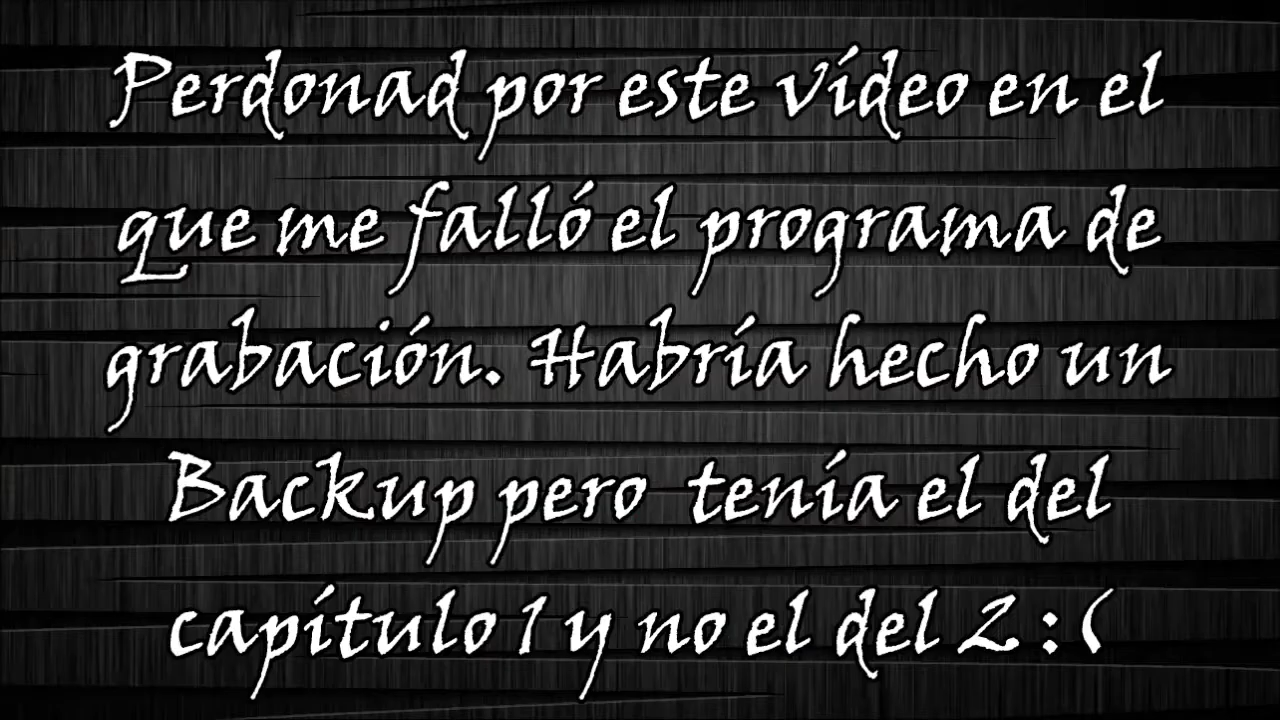 Perdonad por este vídeo en el
que me falló el programa de
grabación. Habría hecho un
Backup pero tenía el del
capítulo 1 y no el del 2 :(